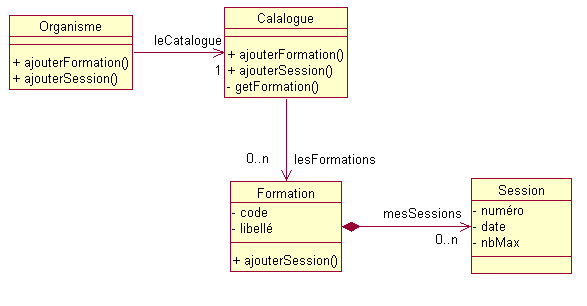 Organisme
+ ajouterFormation()
+ ajouterSession()
leCatalogue
1
Calalogue
+ ajouterFormation()
+ ajouterSession()
- getFormation()
0..n
lesFormations
Formation
- code
- libellé
+ ajouterSession()
mesSessions
0..n
Session
- numéro
- date
- nbMax